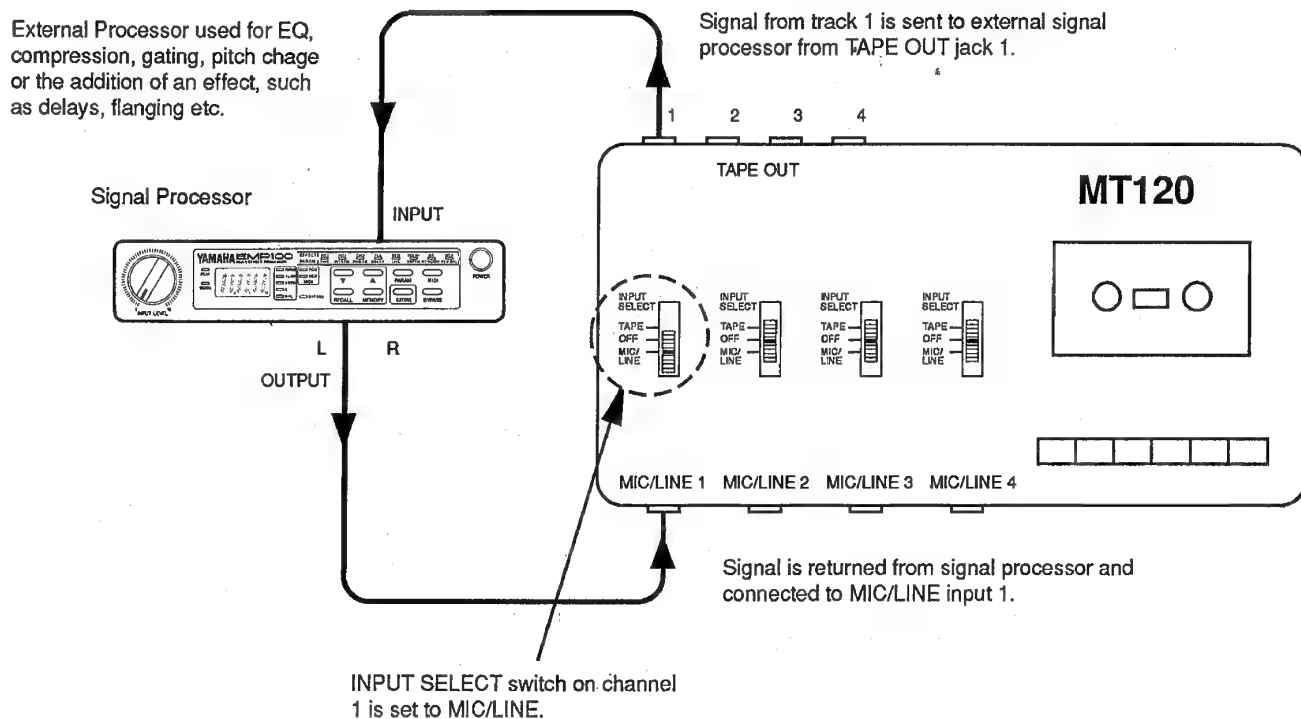 External Processor used for EQ,
compression, gating, pitch chage
or the addition of an effect, such
as delays, flanging etc.
Signal from track 1 is sent to external signal
processor from TAPE OUT jack 1.
1 2 3 4
TAPE OUT
MT120
Signal Processor
INPUT
YAMAHA EMP100
INPUT LEVEL
PARAM
MIDI
RECALL
MEMORY
STORE
BYPASS
POWER
L R
OUTPUT
INPUT
SELECT
TAPE
OFF
MIC/
LINE
INPUT
SELECT
TAPE
OFF
MIC/
LINE
INPUT
SELECT
TAPE
OFF
MIC/
LINE
INPUT
SELECT
TAPE
OFF
MIC/
LINE
MIC/LINE 1 MIC/LINE 2 MIC/LINE 3 MIC/LINE 4
Signal is returned from signal processor and
connected to MIC/LINE input 1.
INPUT SELECT switch on channel
1 is set to MIC/LINE.